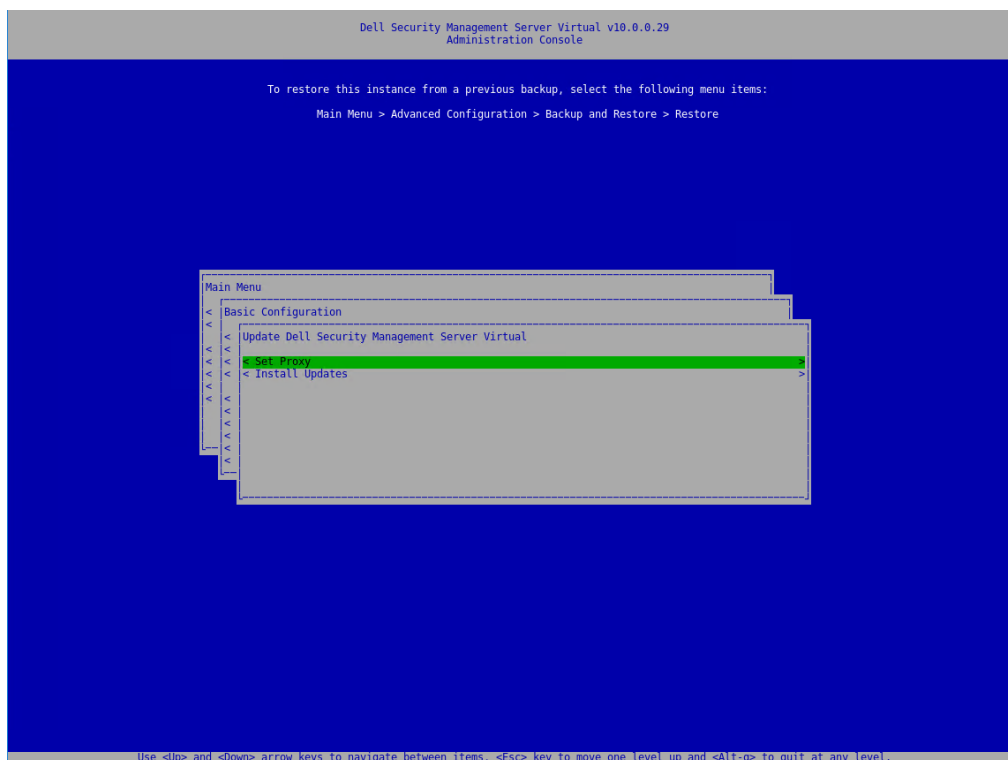 Dell Security Management Server Virtual v10.0.0.29
Administration Console
To restore this instance from a previous backup, select the following menu items:
Main Menu > Advanced Configuration > Backup and Restore > Restore
Main Menu
Basic Configuration
Update Dell Security Management Server Virtual
< Set Proxy >
< Install Updates >
Use <Up> and <Down> arrow keys to navigate between items. <Esc> key to move one level up and <Alt-q> to quit at any level.